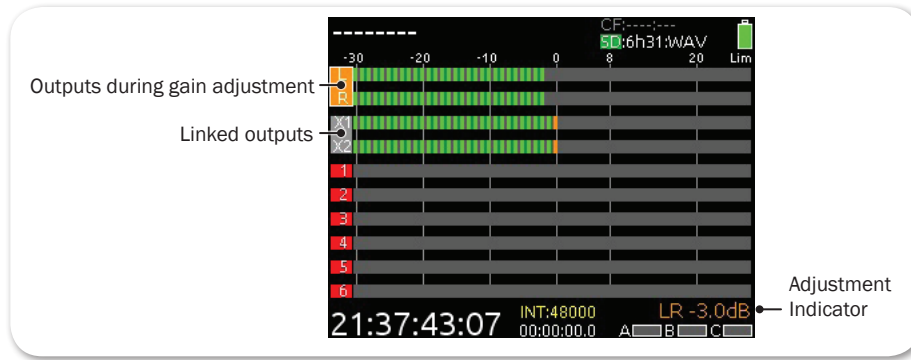 --------
CF:----:---
SD:6h31:WAV
-30 -20 -10 0 8 20 Lim
L
R
X1
X2
1
2
3
4
5
6
21:37:43:07
INT:48000
00:00:00.0
LR -3.0dB
A B C
Outputs during gain adjustment
Linked outputs
Adjustment
Indicator